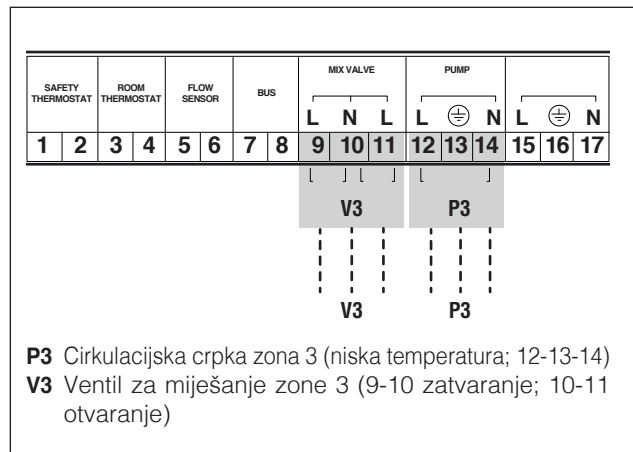 MIX VALVE PUMP
SAFETY THERMOSTAT ROOM THERMOSTAT FLOW SENSOR BUS
L N L L ⏚ N L ⏚ N
1 2 3 4 5 6 7 8 9 10 11 12 13 14 15 16 17
V3 P3
V3 P3
P3 Cirkulacijska crpka zona 3 (niska temperatura; 12-13-14)
V3 Ventil za miješanje zone 3 (9-10 zatvaranje; 10-11
otvaranje)